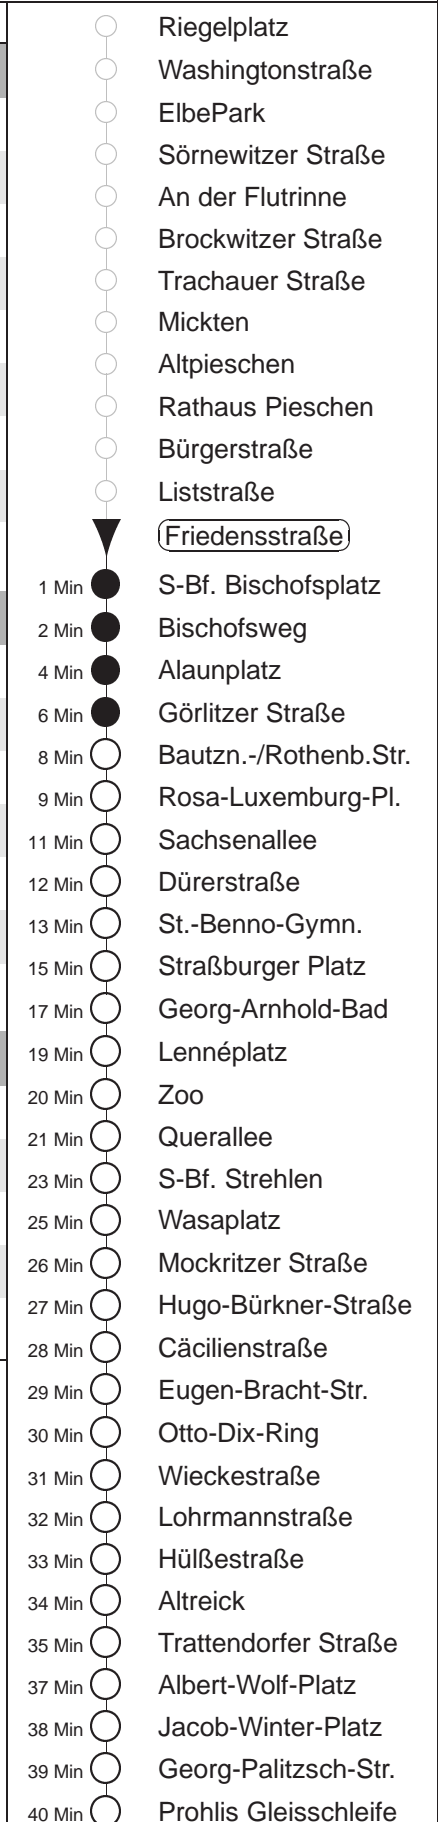 Riegelplatz
Washingtonstraße
ElbePark
Sörnewitzer Straße
An der Flutrinne
Brockwitzer Straße
Trachauer Straße
Mickten
Altpieschen
Rathaus Pieschen
Bürgerstraße
Liststraße
Friedensstraße
1 Min S-Bf. Bischofsplatz
2 Min Bischofsweg
4 Min Alaunplatz
6 Min Görlitzer Straße
8 Min Bautzn.-/Rothenb.Str.
9 Min Rosa-Luxemburg-Pl.
11 Min Sachsenallee
12 Min Dürerstraße
13 Min St.-Benno-Gymn.
15 Min Straßburger Platz
17 Min Georg-Arnhold-Bad
19 Min Lennéplatz
20 Min Zoo
21 Min Querallee
23 Min S-Bf. Strehlen
25 Min Wasaplatz
26 Min Mockritzer Straße
27 Min Hugo-Bürkner-Straße
28 Min Cäcilienstraße
29 Min Eugen-Bracht-Str.
30 Min Otto-Dix-Ring
31 Min Wieckestraße
32 Min Lohrmannstraße
33 Min Hülßestraße
34 Min Altreick
35 Min Trattendorfer Straße
37 Min Albert-Wolf-Platz
38 Min Jacob-Winter-Platz
39 Min Georg-Palitzsch-Str.
40 Min Prohlis Gleisschleife